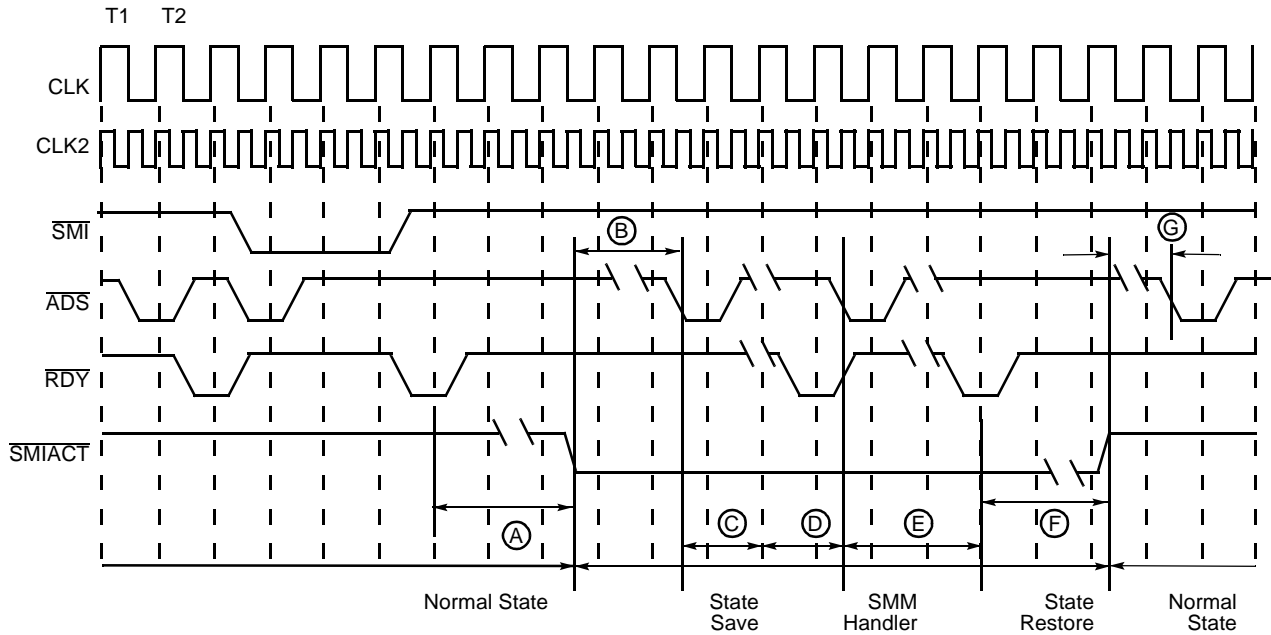 T1 T2
CLK
CLK2
SMI
B
G
ADS
RDY
SMIACT
A
C
D
E
F
Normal State
State Save
SMM Handler
State Restore
Normal State